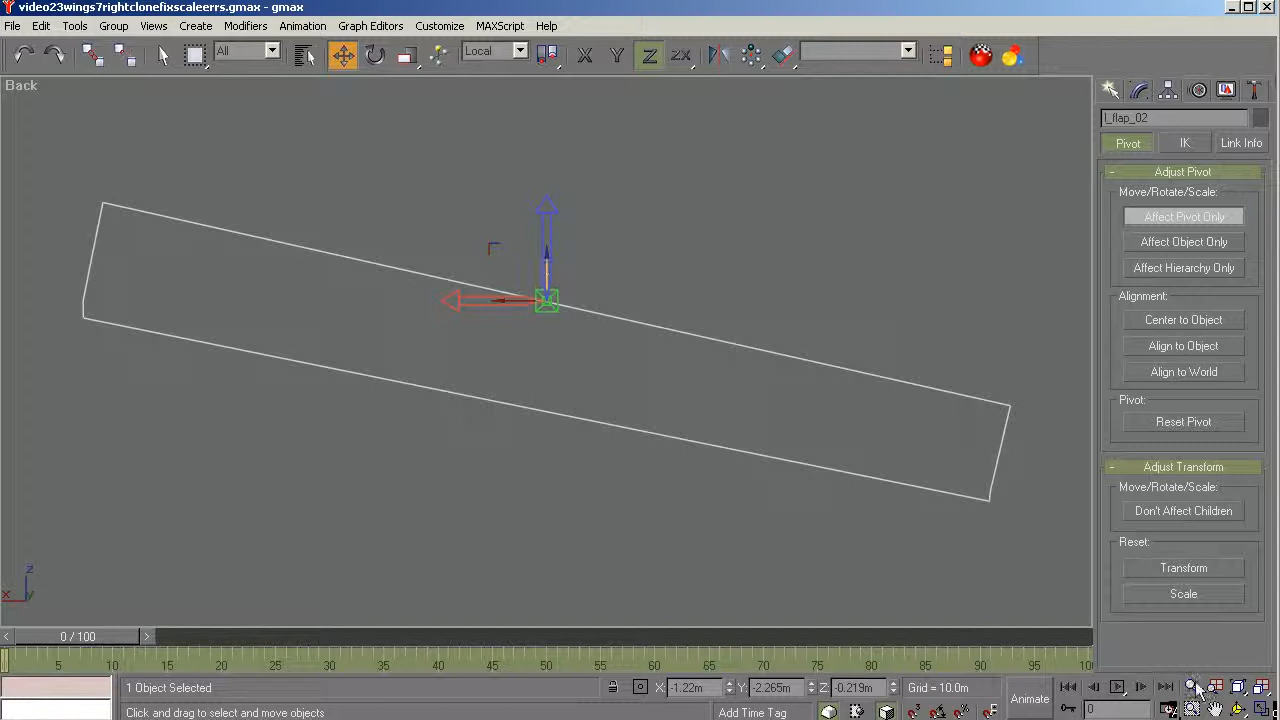 video23wings7rightclonefixscaleerrs.gmax - gmax
File Edit Tools Group Views Create Modifiers Animation Graph Editors Customize MAXScript Help
All Local X Y Z ZX
Back
l_flap_02
Pivot IK Link Info
- Adjust Pivot
Move/Rotate/Scale:
Affect Pivot Only
Affect Object Only
Affect Hierarchy Only
Alignment:
Center to Object
Align to Object
Align to World
Pivot:
Reset Pivot
- Adjust Transform
Move/Rotate/Scale:
Don't Affect Children
Reset:
Transform
Scale
z
x y
< 0 / 100 >
5 10 15 20 25 30 35 40 45 50 55 60 65 70 75 80 85 90 95 100
1 Object Selected X: -1.22m Y: -2.265m Z: -0.219m Grid = 10.0m Animate
Click and drag to select and move objects Add Time Tag 0